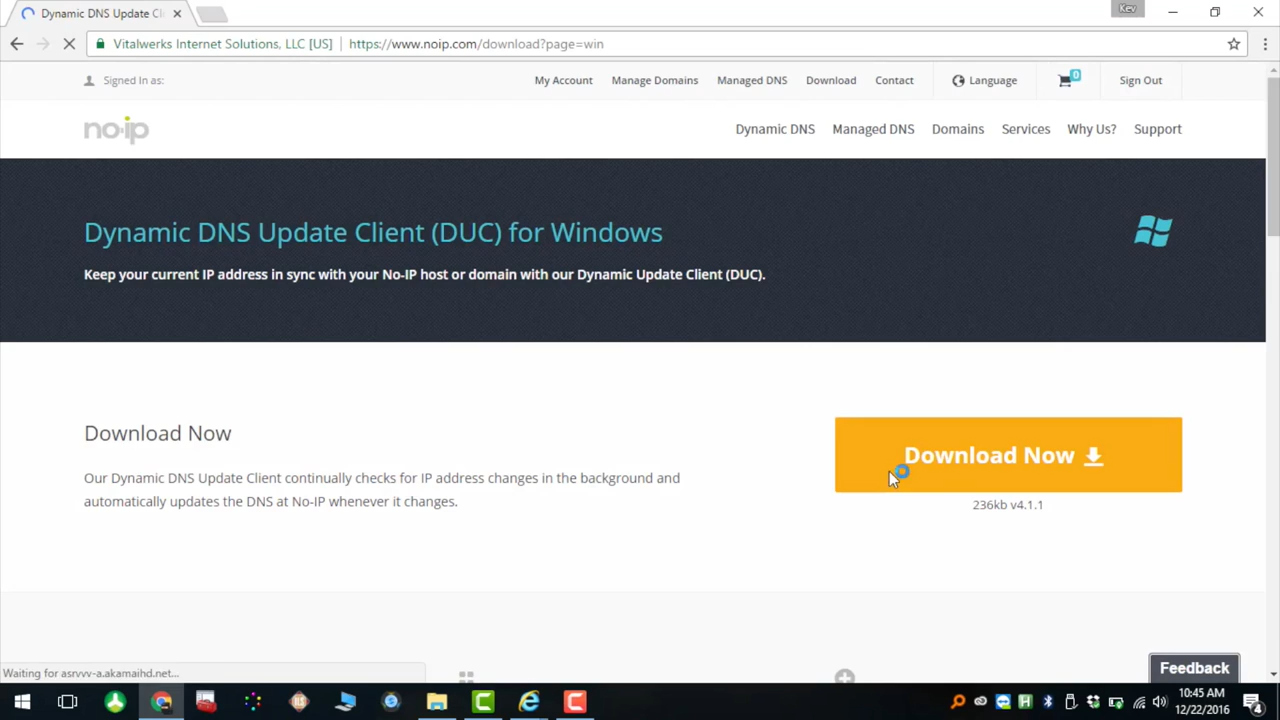 Dynamic DNS Update Cli
Key
Vitalwerks Internet Solutions, LLC [US]
https://www.noip.com/download?page=win
Signed In as:
My Account
Manage Domains
Managed DNS
Download
Contact
Language
0
Sign Out
no-ip
Dynamic DNS
Managed DNS
Domains
Services
Why Us?
Support
Dynamic DNS Update Client (DUC) for Windows
Keep your current IP address in sync with your No-IP host or domain with our Dynamic Update Client (DUC).
Download Now
Our Dynamic DNS Update Client continually checks for IP address changes in the background and
automatically updates the DNS at No-IP whenever it changes.
Download Now
236kb v4.1.1
Feedback
Waiting for asrvvv-a.akamaihd.net...
10:45 AM
12/22/2016
4